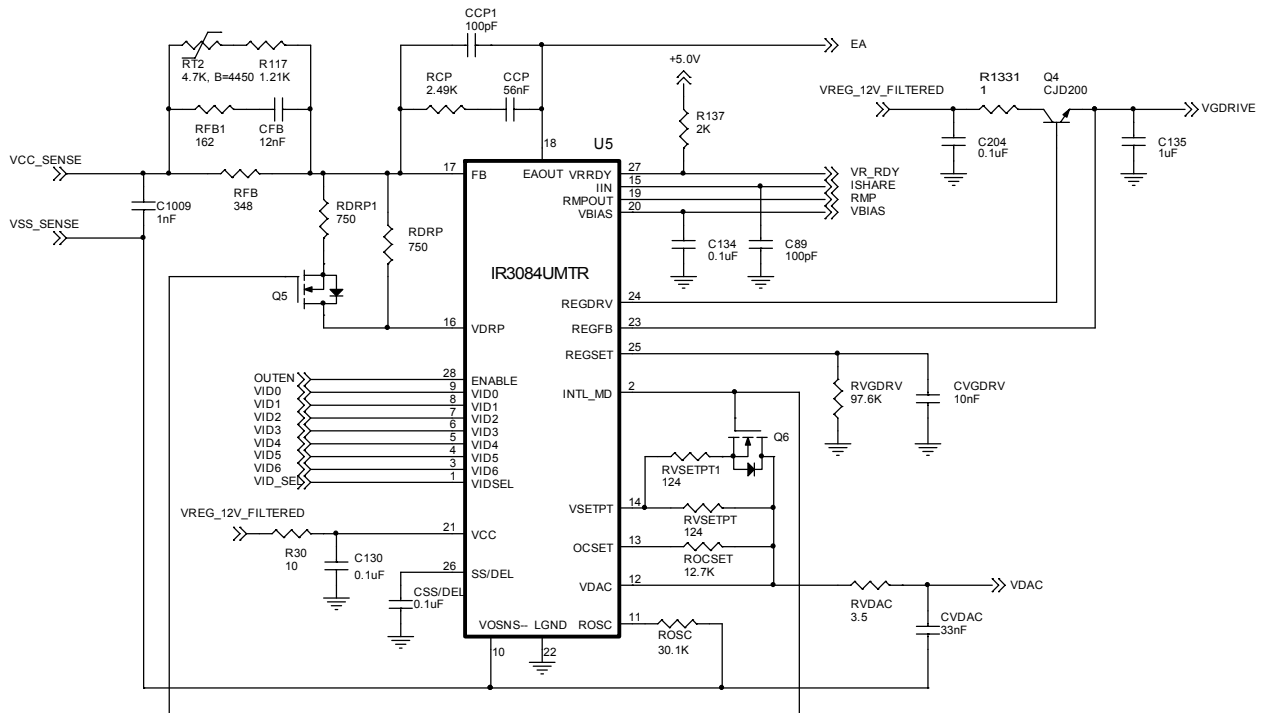 CCP1
100pF
RT2
4.7K, B=4450
R117
1.21K
RCP
2.49K
CCP
56nF
EA
+5.0V
R137
2K
VREG_12V_FILTERED
R1331
1
Q4
CJD200
VGDRIVE
C204
0.1uF
C135
1uF
RFB1
162
CFB
12nF
VCC_SENSE
RFB
348
C1009
1nF
VSS_SENSE
RDRP1
750
RDRP
750
Q5
18
U5
17
FB
EAOUT
VRRDY
27
VR_RDY
IIN
15
ISHARE
RMPOUT
19
RMP
VBIAS
20
VBIAS
C134
0.1uF
C89
100pF
IR3084UMTR
REGDRV
24
REGFB
23
REGSET
25
16
VDRP
INTL_MD
2
RVGDRV
97.6K
CVGDRV
10nF
OUTEN
28
ENABLE
VID0
9
VID0
VID1
8
VID1
VID2
7
VID2
VID3
6
VID3
VID4
5
VID4
VID5
4
VID5
VID6
3
VID6
VID_SEL
1
VIDSEL
Q6
RVSETPT1
124
VSETPT
14
RVSETPT
124
OCSET
13
ROCSET
12.7K
VDAC
12
RVDAC
3.5
VDAC
CVDAC
33nF
VREG_12V_FILTERED
R30
10
C130
0.1uF
21
VCC
26
SS/DEL
CSS/DEL
0.1uF
VOSNS--
LGND
ROSC
11
ROSC
30.1K
10
22